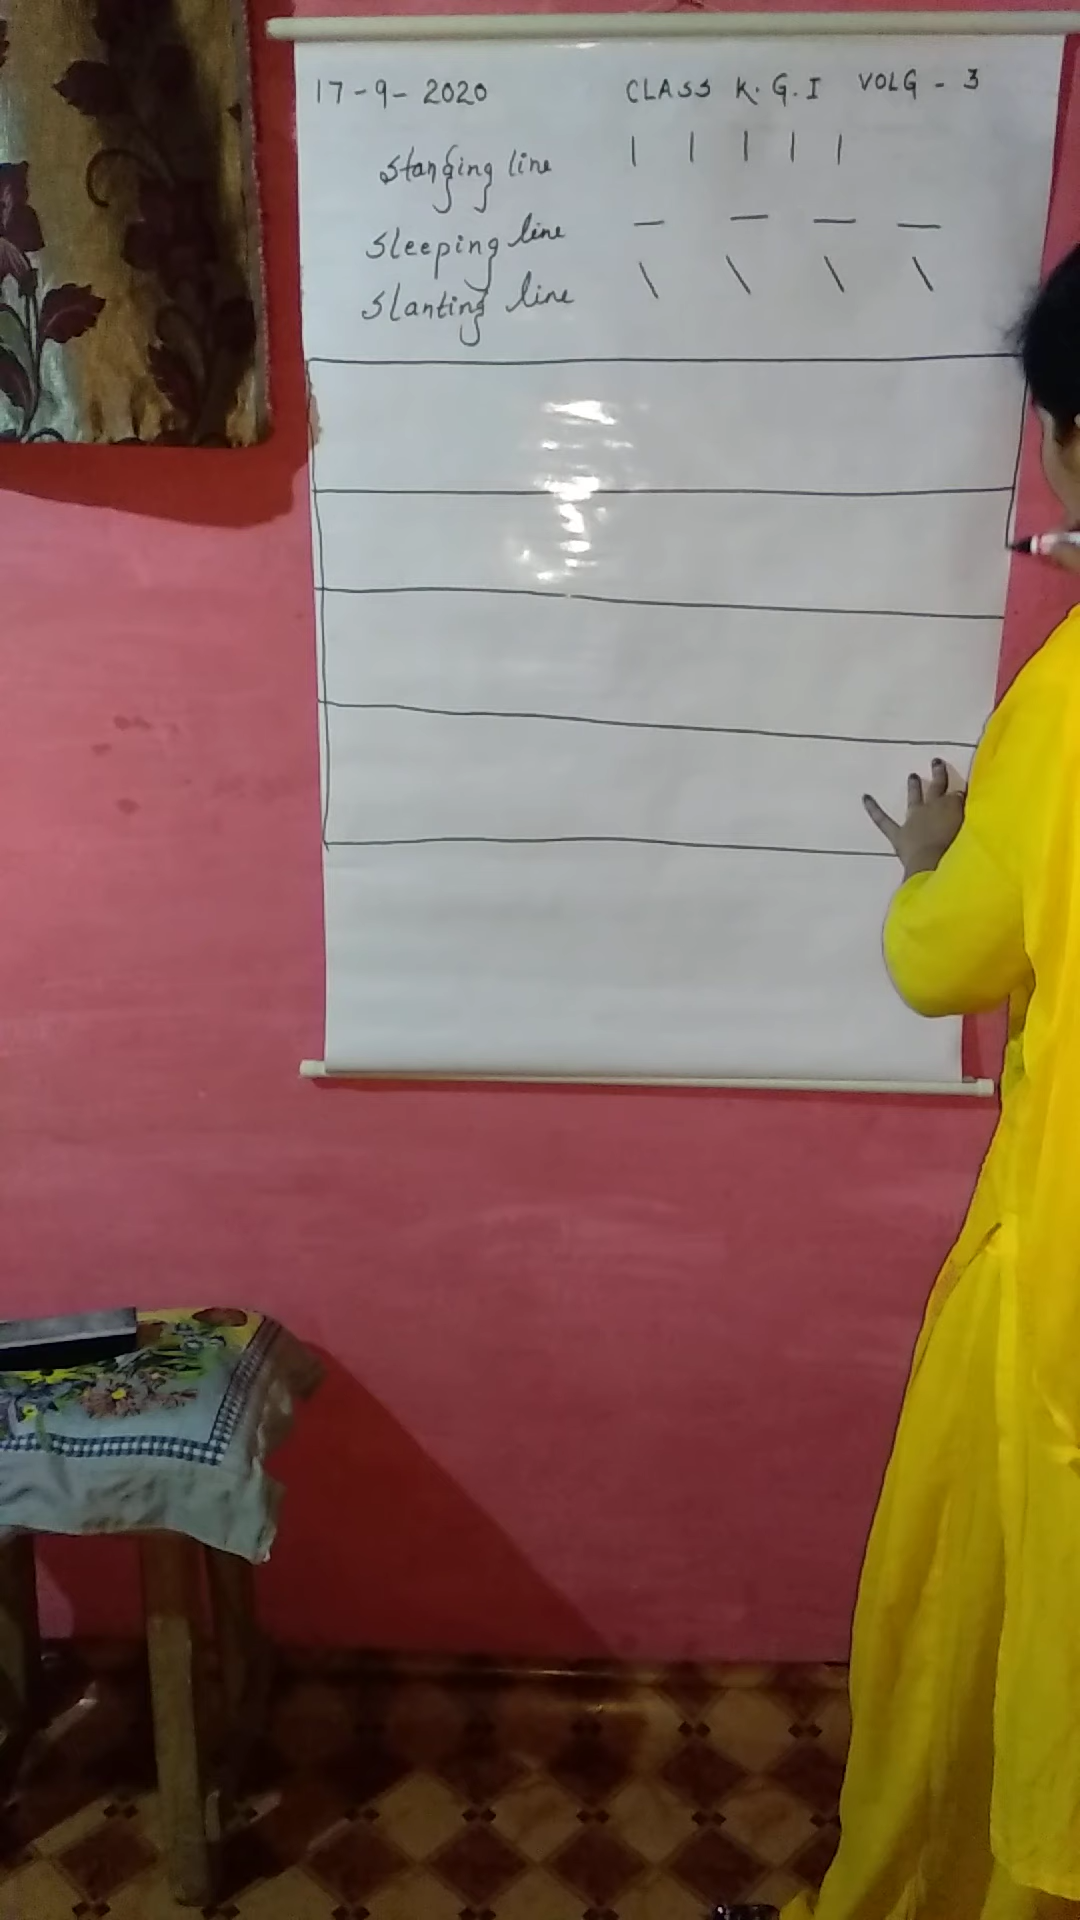 17-9-2020 CLASS K.G.I VOLG-3
Standing line | | | | |
Sleeping line — — — —
Slanting line \ \ \ \